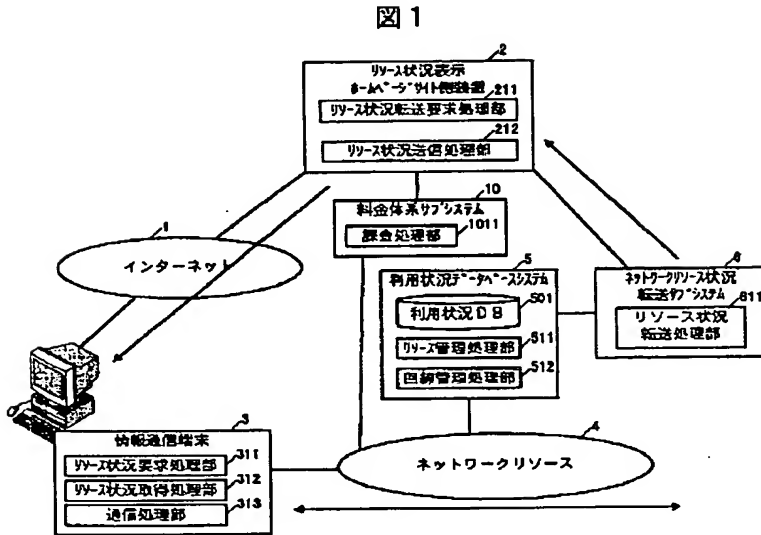 図1
2
リソース状況表示
ホームページサイト側装置
211
リソース状況転送要求処理部
212
リソース状況送信処理部
10
料金体系サブシステム
1011
課金処理部
1
インターネット
5
利用状況データベースシステム
501
利用状況DB
511
リソース管理処理部
512
回線管理処理部
6
ネットワークリソース状況
転送サブシステム
611
リソース状況
転送処理部
3
情報通信端末
311
リソース状況要求処理部
312
リソース状況取得処理部
313
通信処理部
4
ネットワークリソース